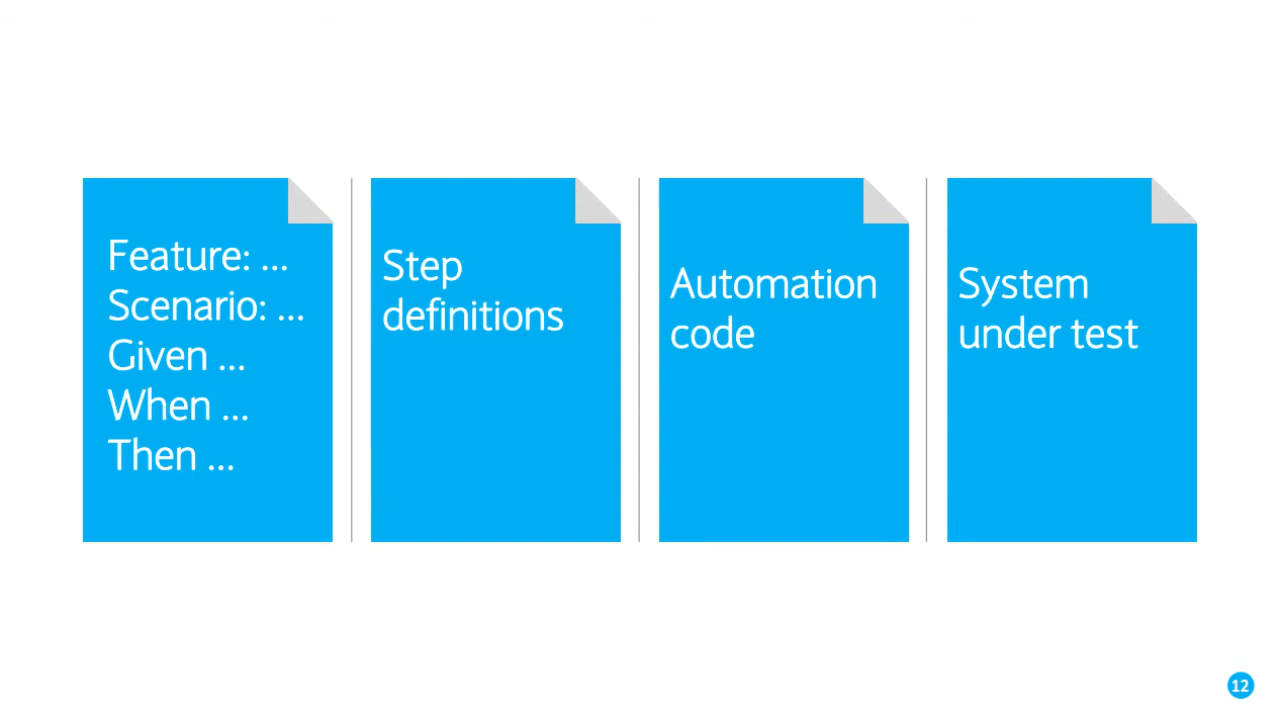 Feature: ...
Scenario: ...
Given ...
When ...
Then ...
Step
definitions
Automation
code
System
under test
12